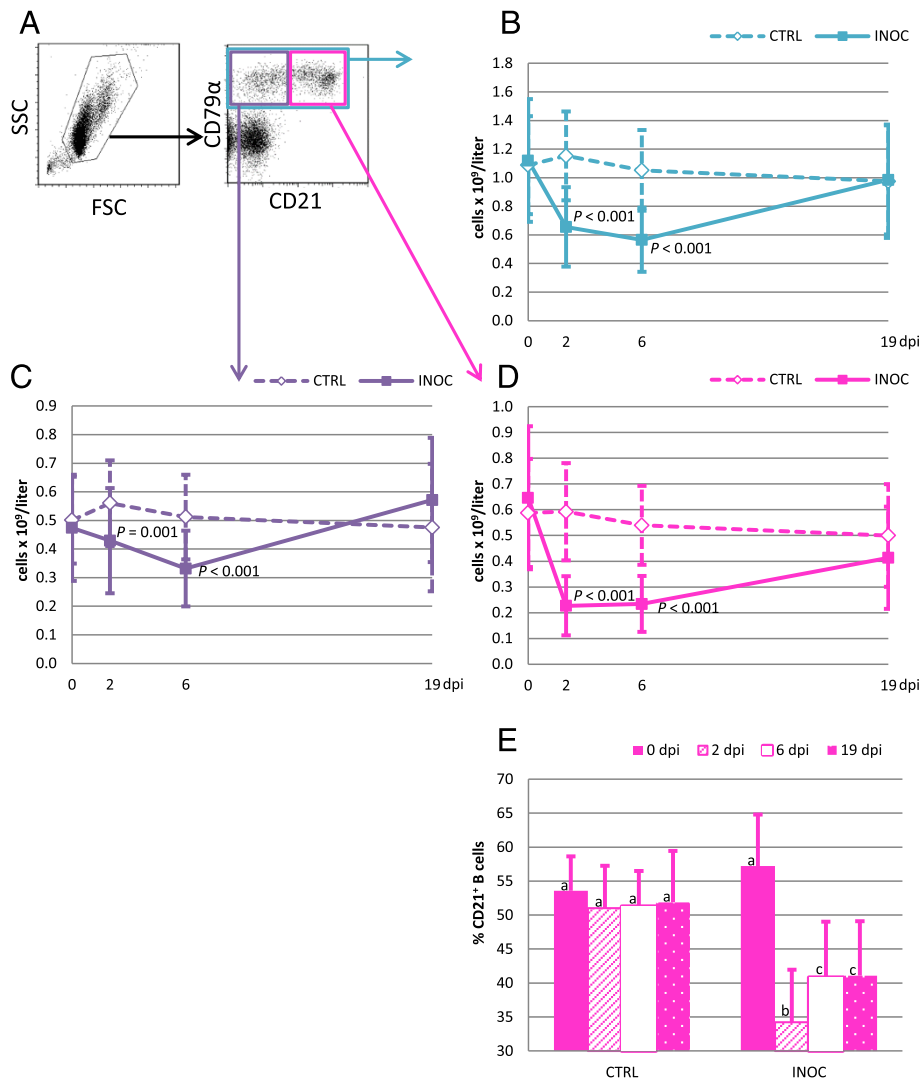 A
SSC
FSC
CD79α
CD21
B
CTRL INOC
cells x 10⁹/liter
1.8
1.6
1.4
1.2
1.0
0.8
0.6
0.4
0.2
0.0
P < 0.001
P < 0.001
0 2 6 19 dpi
C
CTRL INOC
cells x 10⁹/liter
0.9
0.8
0.7
0.6
0.5
0.4
0.3
0.2
0.1
0.0
P = 0.001
P < 0.001
0 2 6 19 dpi
D
CTRL INOC
cells x 10⁹/liter
1.0
0.9
0.8
0.7
0.6
0.5
0.4
0.3
0.2
0.1
0.0
P < 0.001
P < 0.001
0 2 6 19 dpi
E
0 dpi 2 dpi 6 dpi 19 dpi
% CD21⁺ B cells
70
65
60
55
50
45
40
35
30
a a a a
a b c c
CTRL INOC